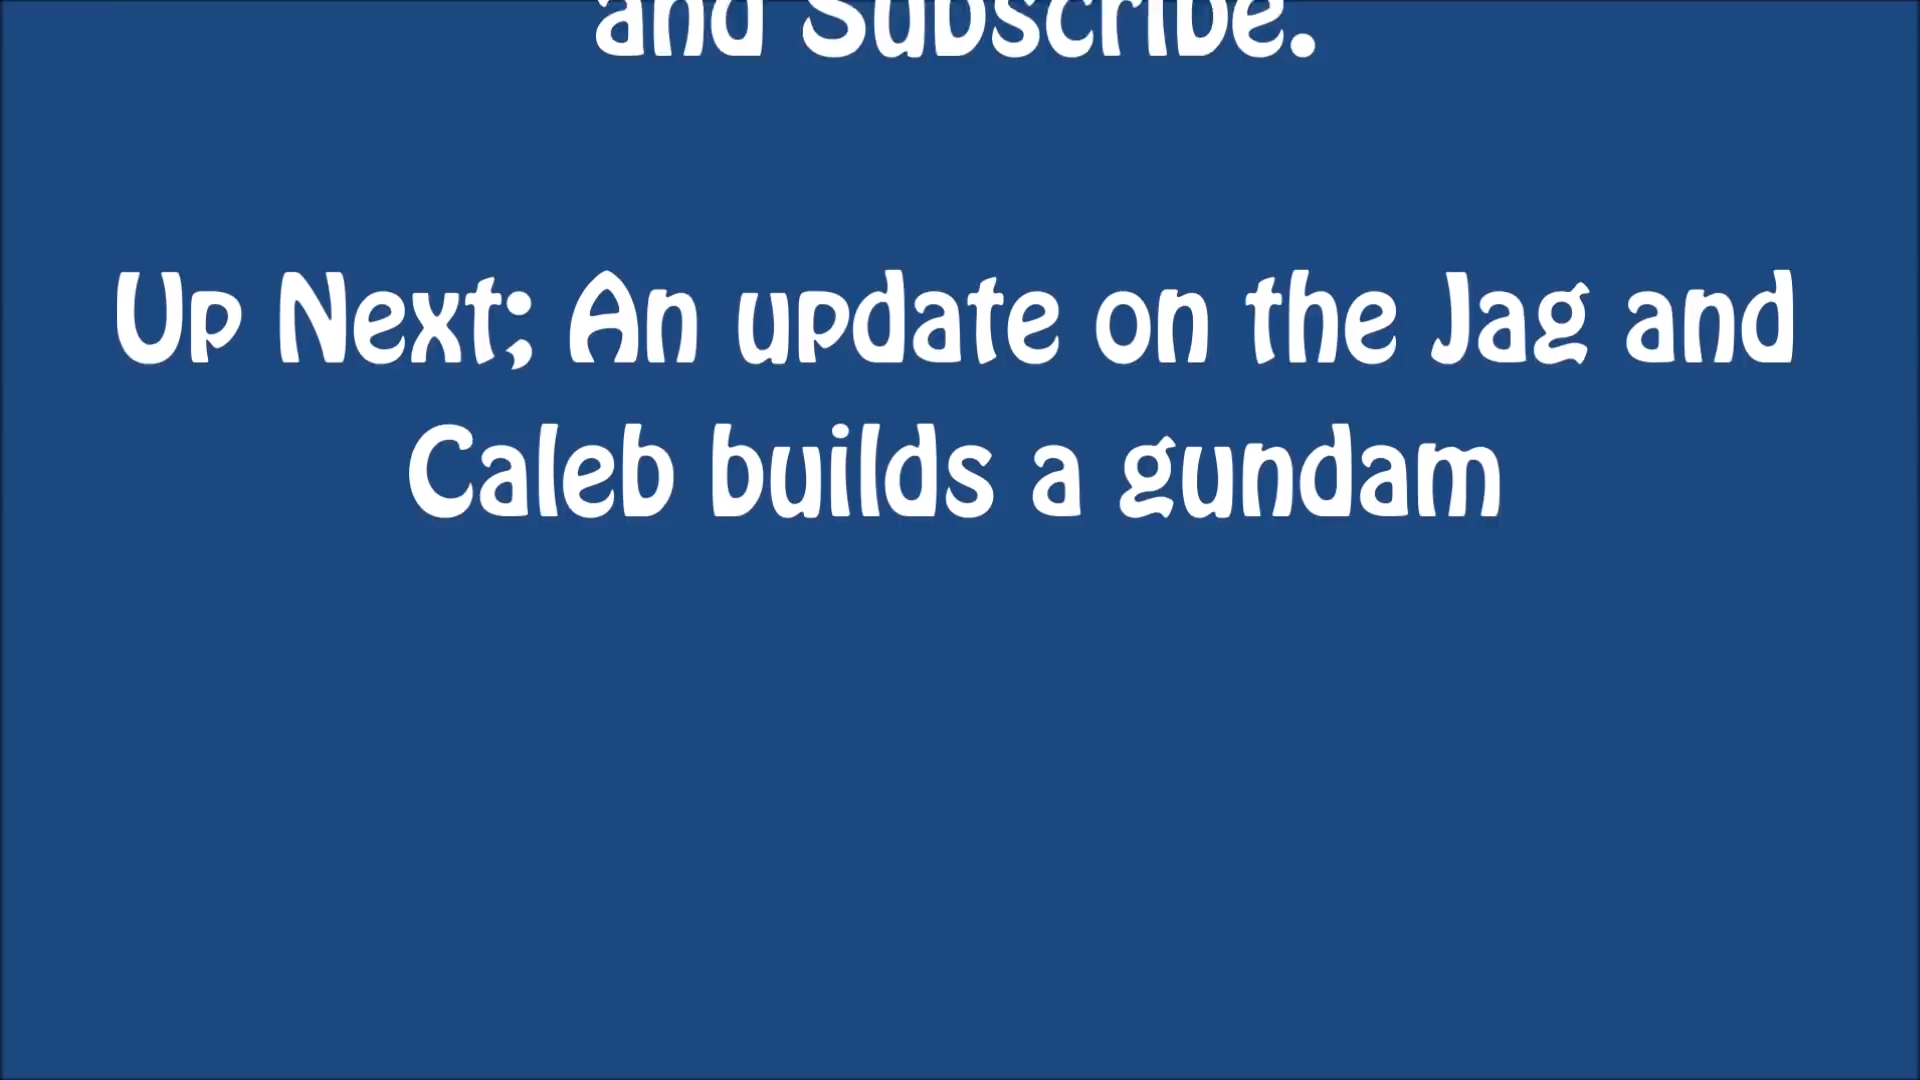 and Subscribe.
Up Next; An update on the Jag and
Caleb builds a gundam